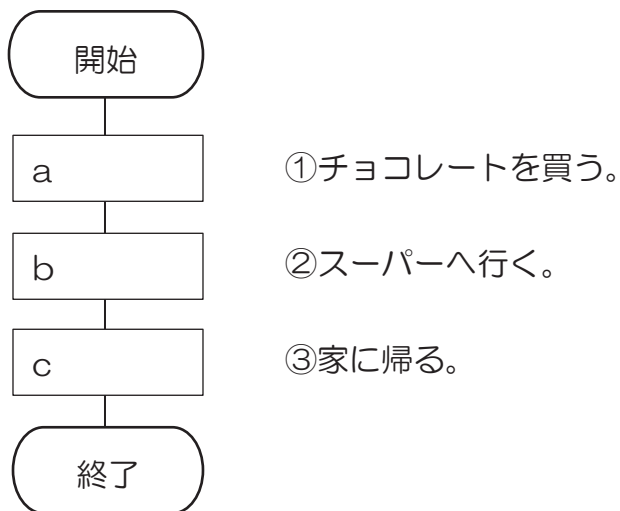 開始
a
①チョコレートを買う。
b
②スーパーへ行く。
c
③家に帰る。
終了